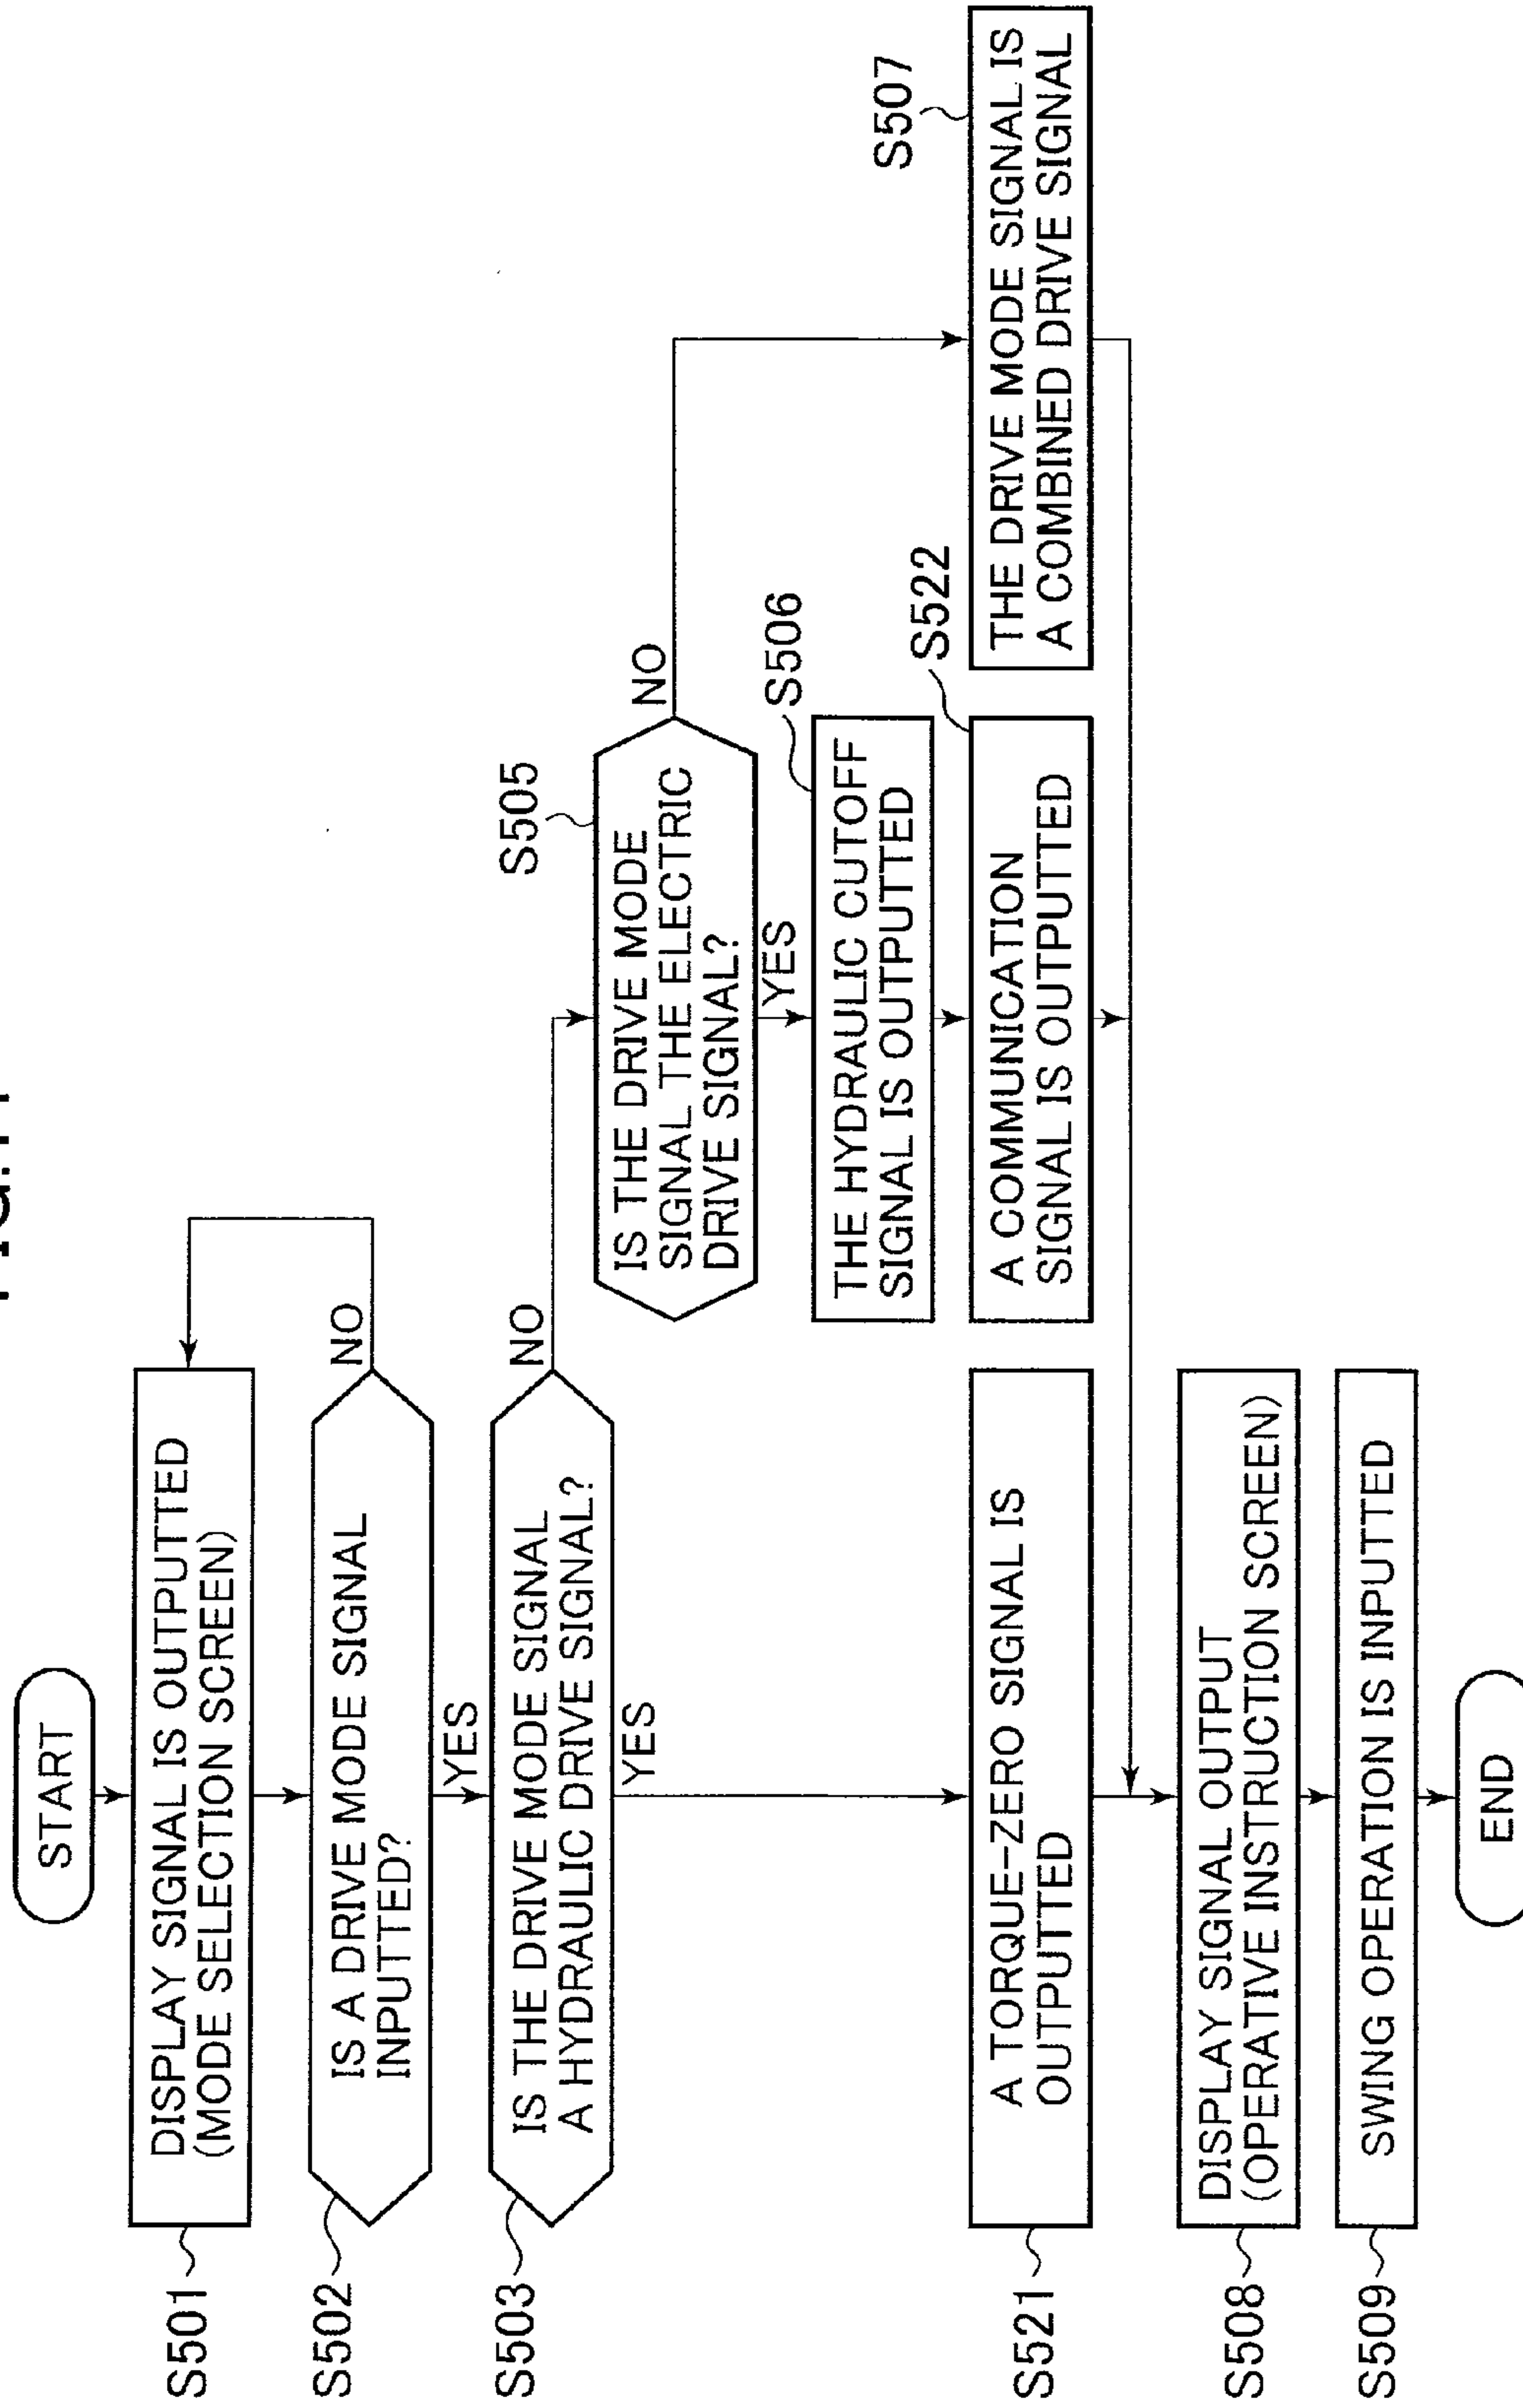 START
S501
DISPLAY SIGNAL IS OUTPUTTED
(MODE SELECTION SCREEN)
S502
IS A DRIVE MODE SIGNAL
INPUTTED?
NO
YES
S503
IS THE DRIVE MODE SIGNAL
A HYDRAULIC DRIVE SIGNAL?
NO
YES
S505
IS THE DRIVE MODE
SIGNAL THE ELECTRIC
DRIVE SIGNAL?
NO
YES
S506
THE HYDRAULIC CUTOFF
SIGNAL IS OUTPUTTED
S521
A TORQUE-ZERO SIGNAL IS
OUTPUTTED
S522
A COMMUNICATION
SIGNAL IS OUTPUTTED
S507
THE DRIVE MODE SIGNAL IS
A COMBINED DRIVE SIGNAL
S508
DISPLAY SIGNAL OUTPUT
(OPERATIVE INSTRUCTION SCREEN)
S509
SWING OPERATION IS INPUTTED
END